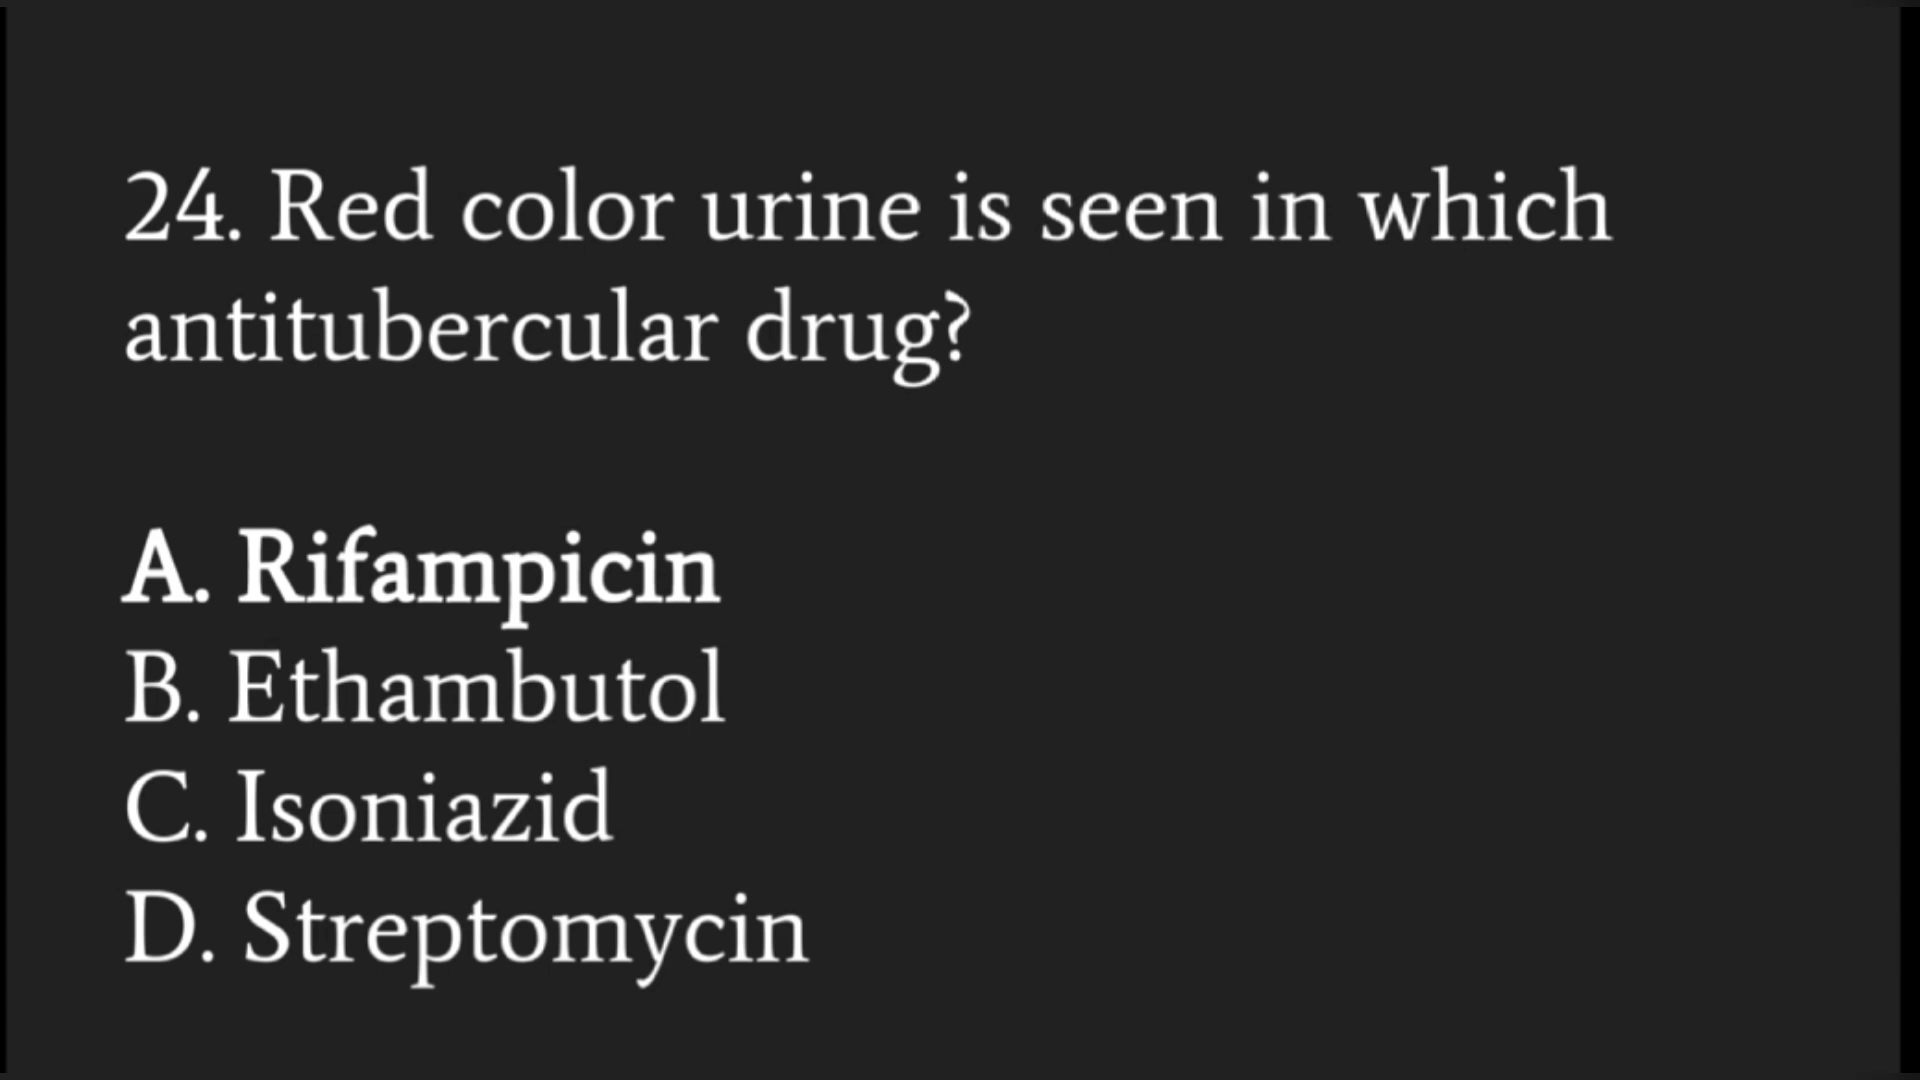 24. Red color urine is seen in which
antitubercular drug?
A. Rifampicin
B. Ethambutol
C. Isoniazid
D. Streptomycin